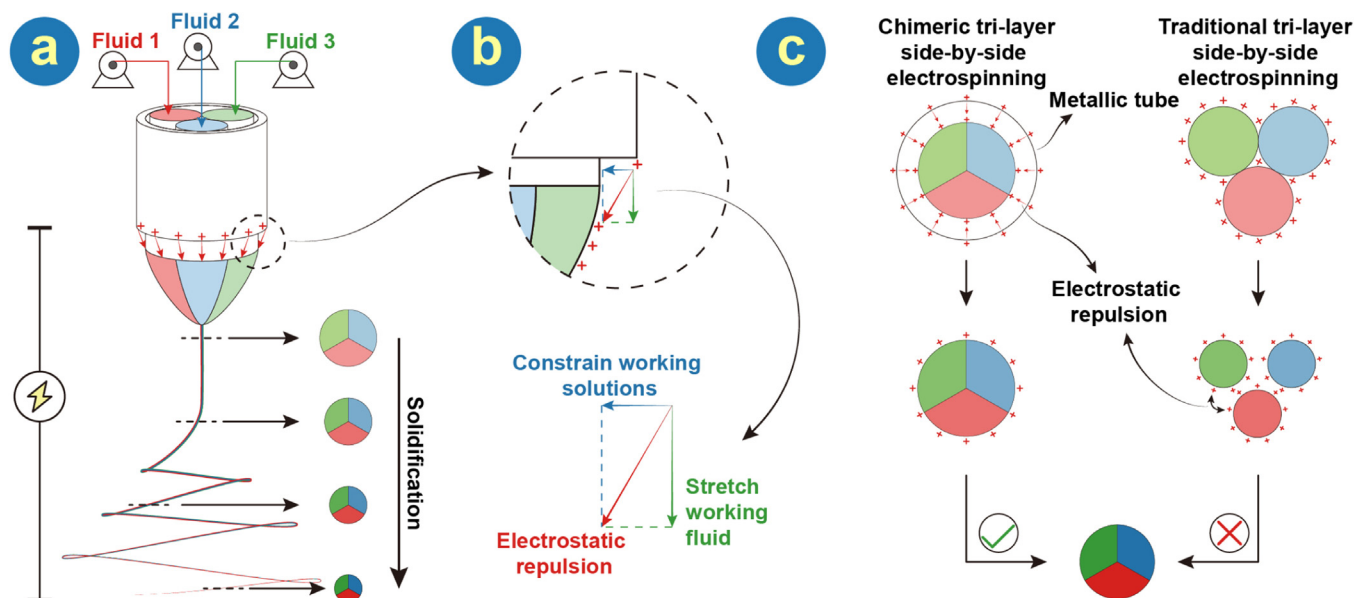 a
Fluid 1
Fluid 2
Fluid 3
Solidification
b
Constrain working
solutions
Stretch
working
fluid
Electrostatic
repulsion
c
Chimeric tri-layer
side-by-side
electrospinning
Traditional tri-layer
side-by-side
electrospinning
Metallic tube
Electrostatic
repulsion